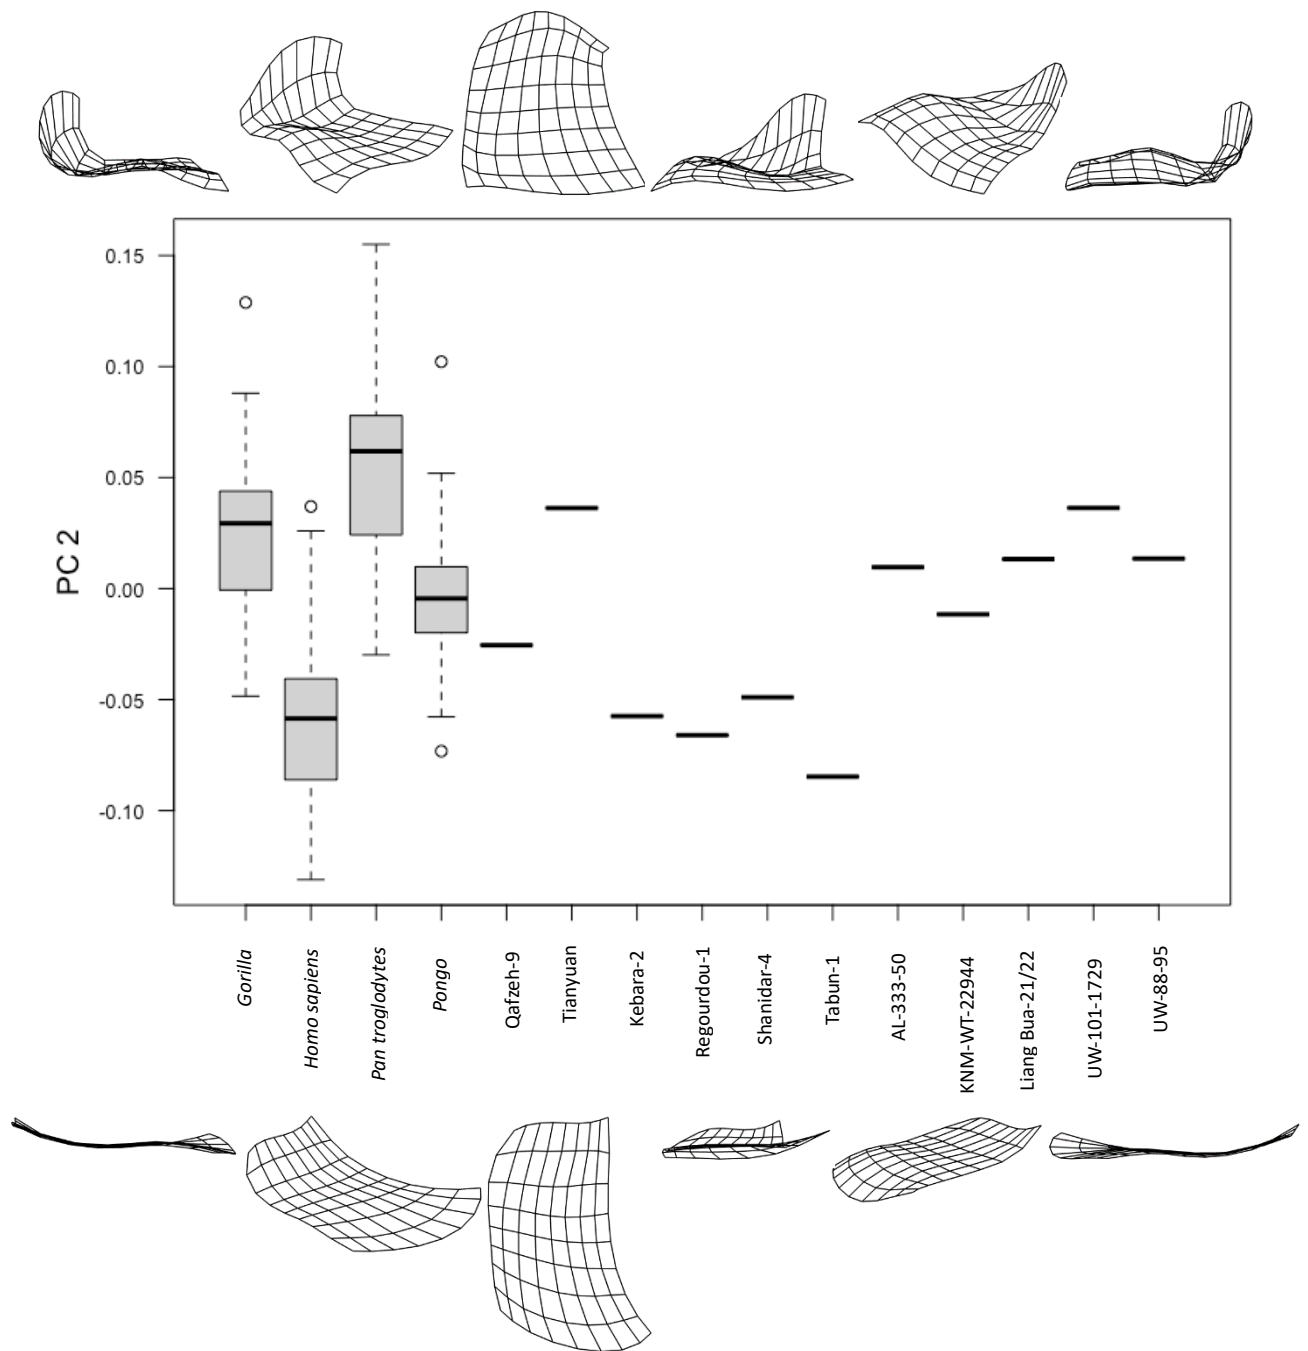 0.15
0.10
0.05
0.00
-0.05
-0.10
PC 2
Gorilla
Homo sapiens
Pan troglodytes
Pongo
Qafzeh-9
Tianyuan
Kebara-2
Regourdou-1
Shanidar-4
Tabun-1
AL-333-50
KNM-WT-22944
Liang Bua-21/22
UW-101-1729
UW-88-95